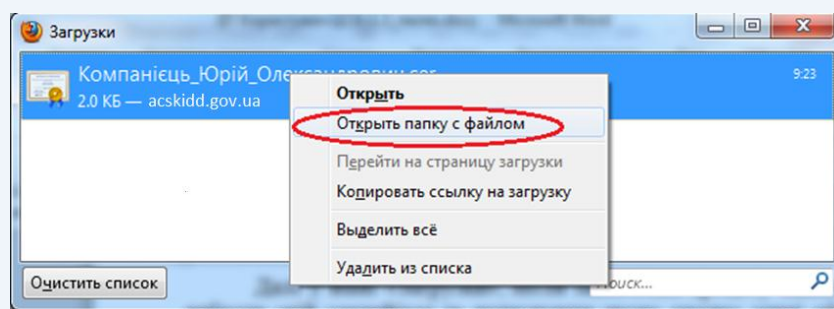 Загрузки
Компанієць_Юрій_Олександрович.cer
9:23
2.0 КБ — acskidd.gov.ua
Открыть
Открыть папку с файлом
Перейти на страницу загрузки
Копировать ссылку на загрузку
Выделить всё
Удалить из списка
Очистить список
Поиск...